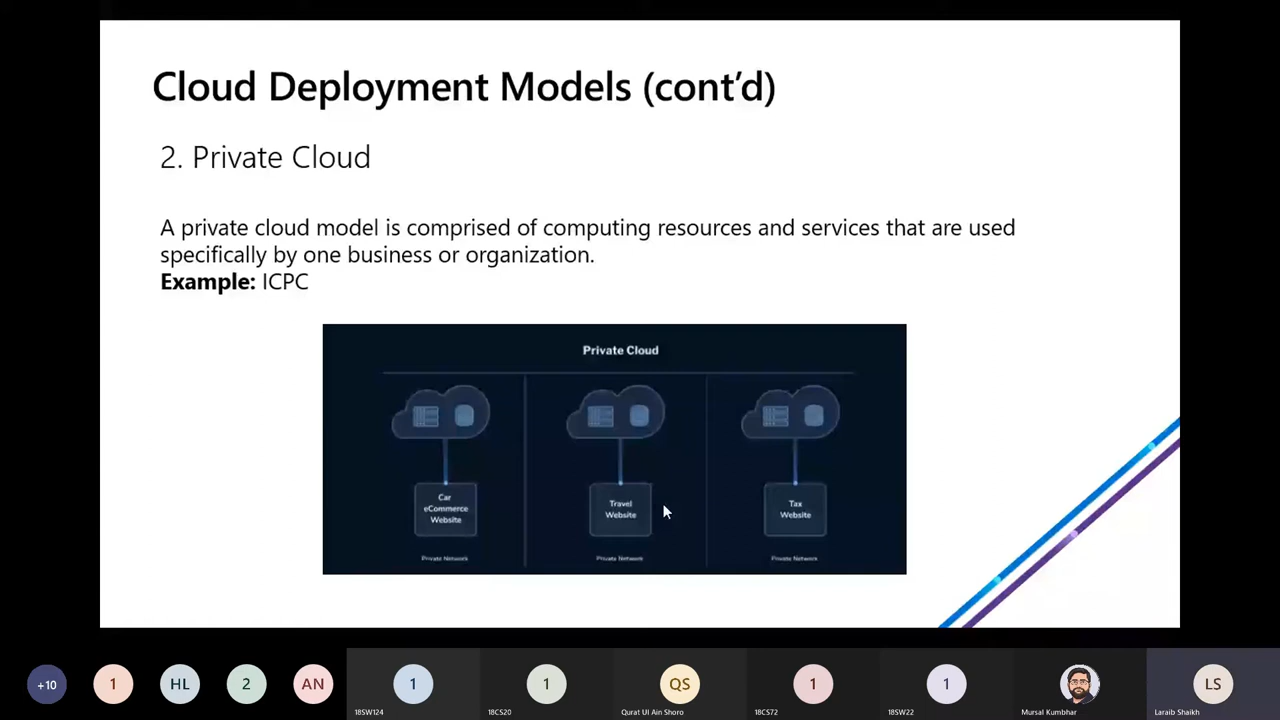 Cloud Deployment Models (cont’d)
2. Private Cloud
A private cloud model is comprised of computing resources and services that are used
specifically by one business or organization.
Example: ICPC
Private Cloud
Car
eCommerce
Website
Travel
Website
Tax
Website
Private Network
Private Network
Private Network
+10
1
HL
2
AN
1
1
QS
1
1
LS
18SW124
18CS20
Qurat Ul Ain Shoro
18CS72
18SW22
Mursal Kumbhar
Laraib Shaikh